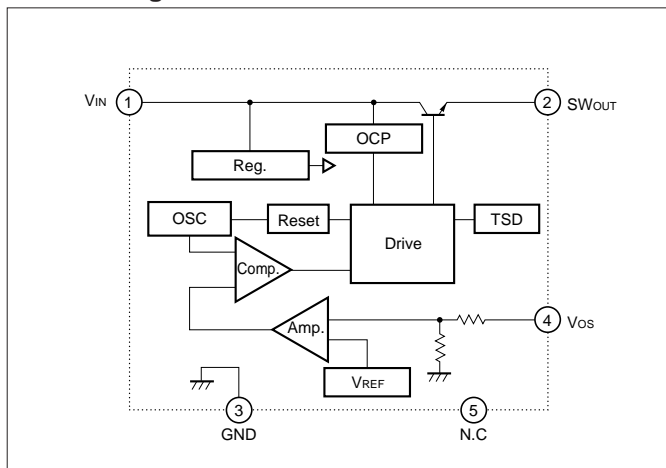 VIN 1
2 SWOUT
OCP
Reg.
OSC
Reset
Drive
TSD
Comp.
Amp.
4 VOS
VREF
3
GND
5
N.C